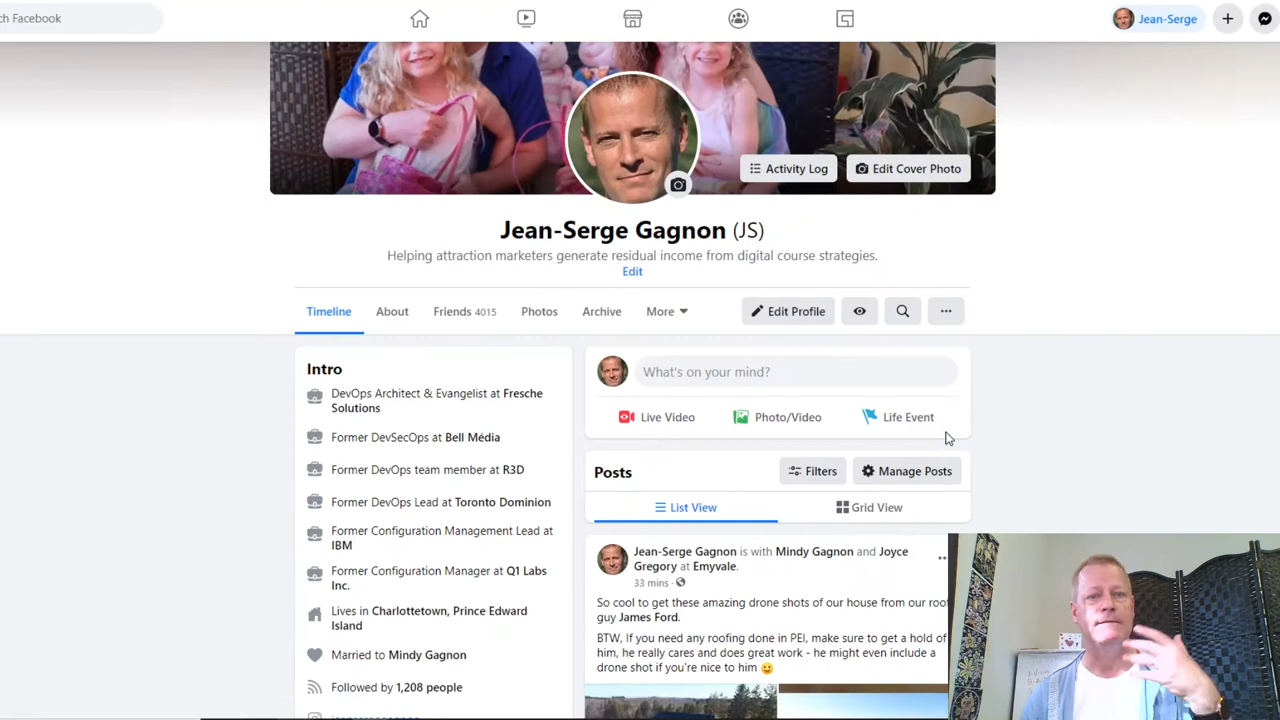 ch Facebook
Jean-Serge
Activity Log
Edit Cover Photo
Jean-Serge Gagnon (JS)
Helping attraction marketers generate residual income from digital course strategies.
Edit
Timeline
About
Friends 4015
Photos
Archive
More
Edit Profile
Intro
DevOps Architect & Evangelist at Fresche
Solutions
Former DevSecOps at Bell Média
Former DevOps team member at R3D
Former DevOps Lead at Toronto Dominion
Former Configuration Management Lead at
IBM
Former Configuration Manager at Q1 Labs
Inc.
Lives in Charlottetown, Prince Edward
Island
Married to Mindy Gagnon
Followed by 1,208 people
What's on your mind?
Live Video
Photo/Video
Life Event
Posts
Filters
Manage Posts
List View
Grid View
Jean-Serge Gagnon is with Mindy Gagnon and Joyce
Gregory at Emyvale.
33 mins ·
So cool to get these amazing drone shots of our house from our roo
guy James Ford.
BTW, If you need any roofing done in PEI, make sure to get a hold of
him, he really cares and does great work - he might even include a
drone shot if you're nice to him 😉